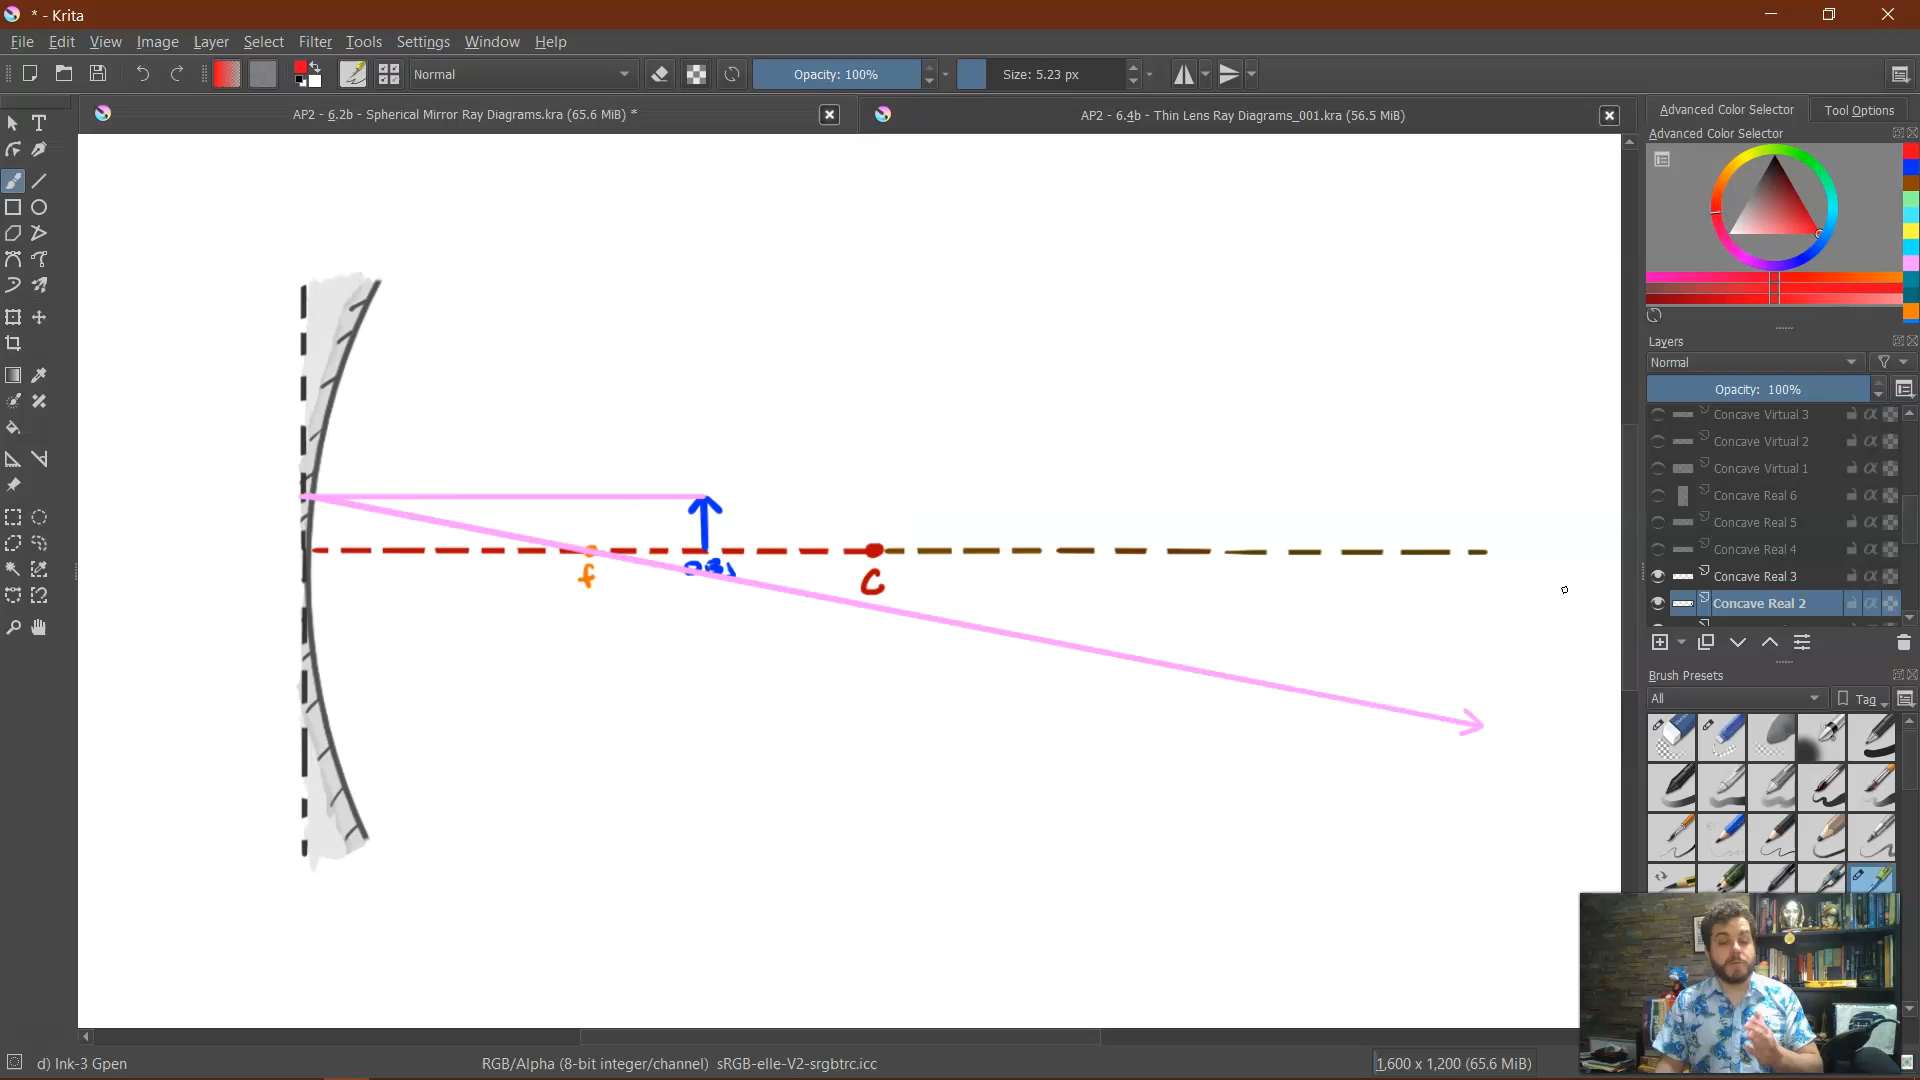 * - Krita
File Edit View Image Layer Select Filter Tools Settings Window Help
Normal
Opacity: 100%
Size: 5.23 px
AP2 - 6.2b - Spherical Mirror Ray Diagrams.kra (65.6 MiB) *
AP2 - 6.4b - Thin Lens Ray Diagrams_001.kra (56.5 MiB)
Advanced Color Selector
Tool Options
Advanced Color Selector
Layers
Normal
Opacity: 100%
Concave Virtual 3
Concave Virtual 2
Concave Virtual 1
Concave Real 6
Concave Real 5
Concave Real 4
Concave Real 3
Concave Real 2
Brush Presets
All
Tag
f
C
d) Ink-3 Gpen
RGB/Alpha (8-bit integer/channel) sRGB-elle-V2-srgbtrc.icc
1,600 x 1,200 (65.6 MiB)